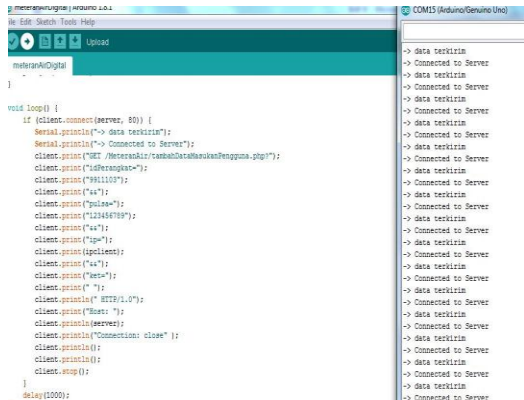 meteranAirDigital | Arduino 1.8.1
File Edit Sketch Tools Help
Upload
meteranAirDigital
}
void loop() {
if (client.connect(server, 80)) {
Serial.println("-> data terkirim");
Serial.println("-> Connected to Server");
client.print("GET /MeteranAir/tambahDataMasukanPengguna.php?");
client.print("idPerangkat=");
client.print("9911103");
client.print("&&");
client.print("pulsa=");
client.print("123456789");
client.print("&&");
client.print("ip=");
client.print(ipclient);
client.print("&&");
client.print("ket=");
client.print(" ");
client.println(" HTTP/1.0");
client.print("Host: ");
client.println(server);
client.println("Connection: close" );
client.println();
client.println();
client.stop();
}
delay(1000);
COM15 (Arduino/Genuino Uno)
-> data terkirim
-> Connected to Server
-> data terkirim
-> Connected to Server
-> data terkirim
-> Connected to Server
-> data terkirim
-> Connected to Server
-> data terkirim
-> Connected to Server
-> data terkirim
-> Connected to Server
-> data terkirim
-> Connected to Server
-> data terkirim
-> Connected to Server
-> data terkirim
-> Connected to Server
-> data terkirim
-> Connected to Server
-> data terkirim
-> Connected to Server
-> data terkirim
-> Connected to Server
-> data terkirim
-> Connected to Server
-> data terkirim
-> Connected to Server
-> data terkirim
-> Connected to Server